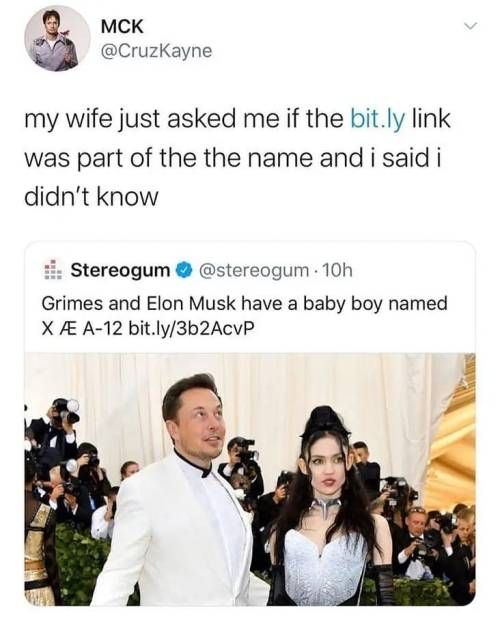 MCK
@CruzKayne
my wife just asked me if the bit.ly link
was part of the the name and i said i
didn't know
Stereogum @stereogum · 10h
Grimes and Elon Musk have a baby boy named
X Æ A-12 bit.ly/3b2AcvP